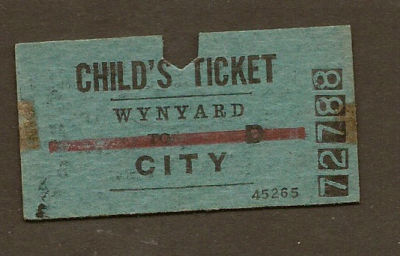 CHILD'S TICKET
WYNYARD
TO D
CITY
45265
72788